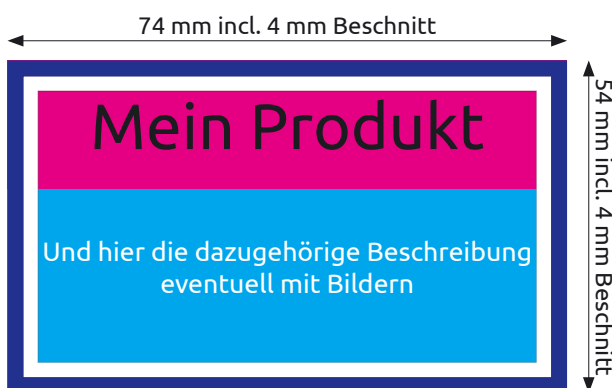 74 mm incl. 4 mm Beschnitt
Mein Produkt
Und hier die dazugehörige Beschreibung
eventuell mit Bildern
54 mm incl. 4 mm Beschnitt